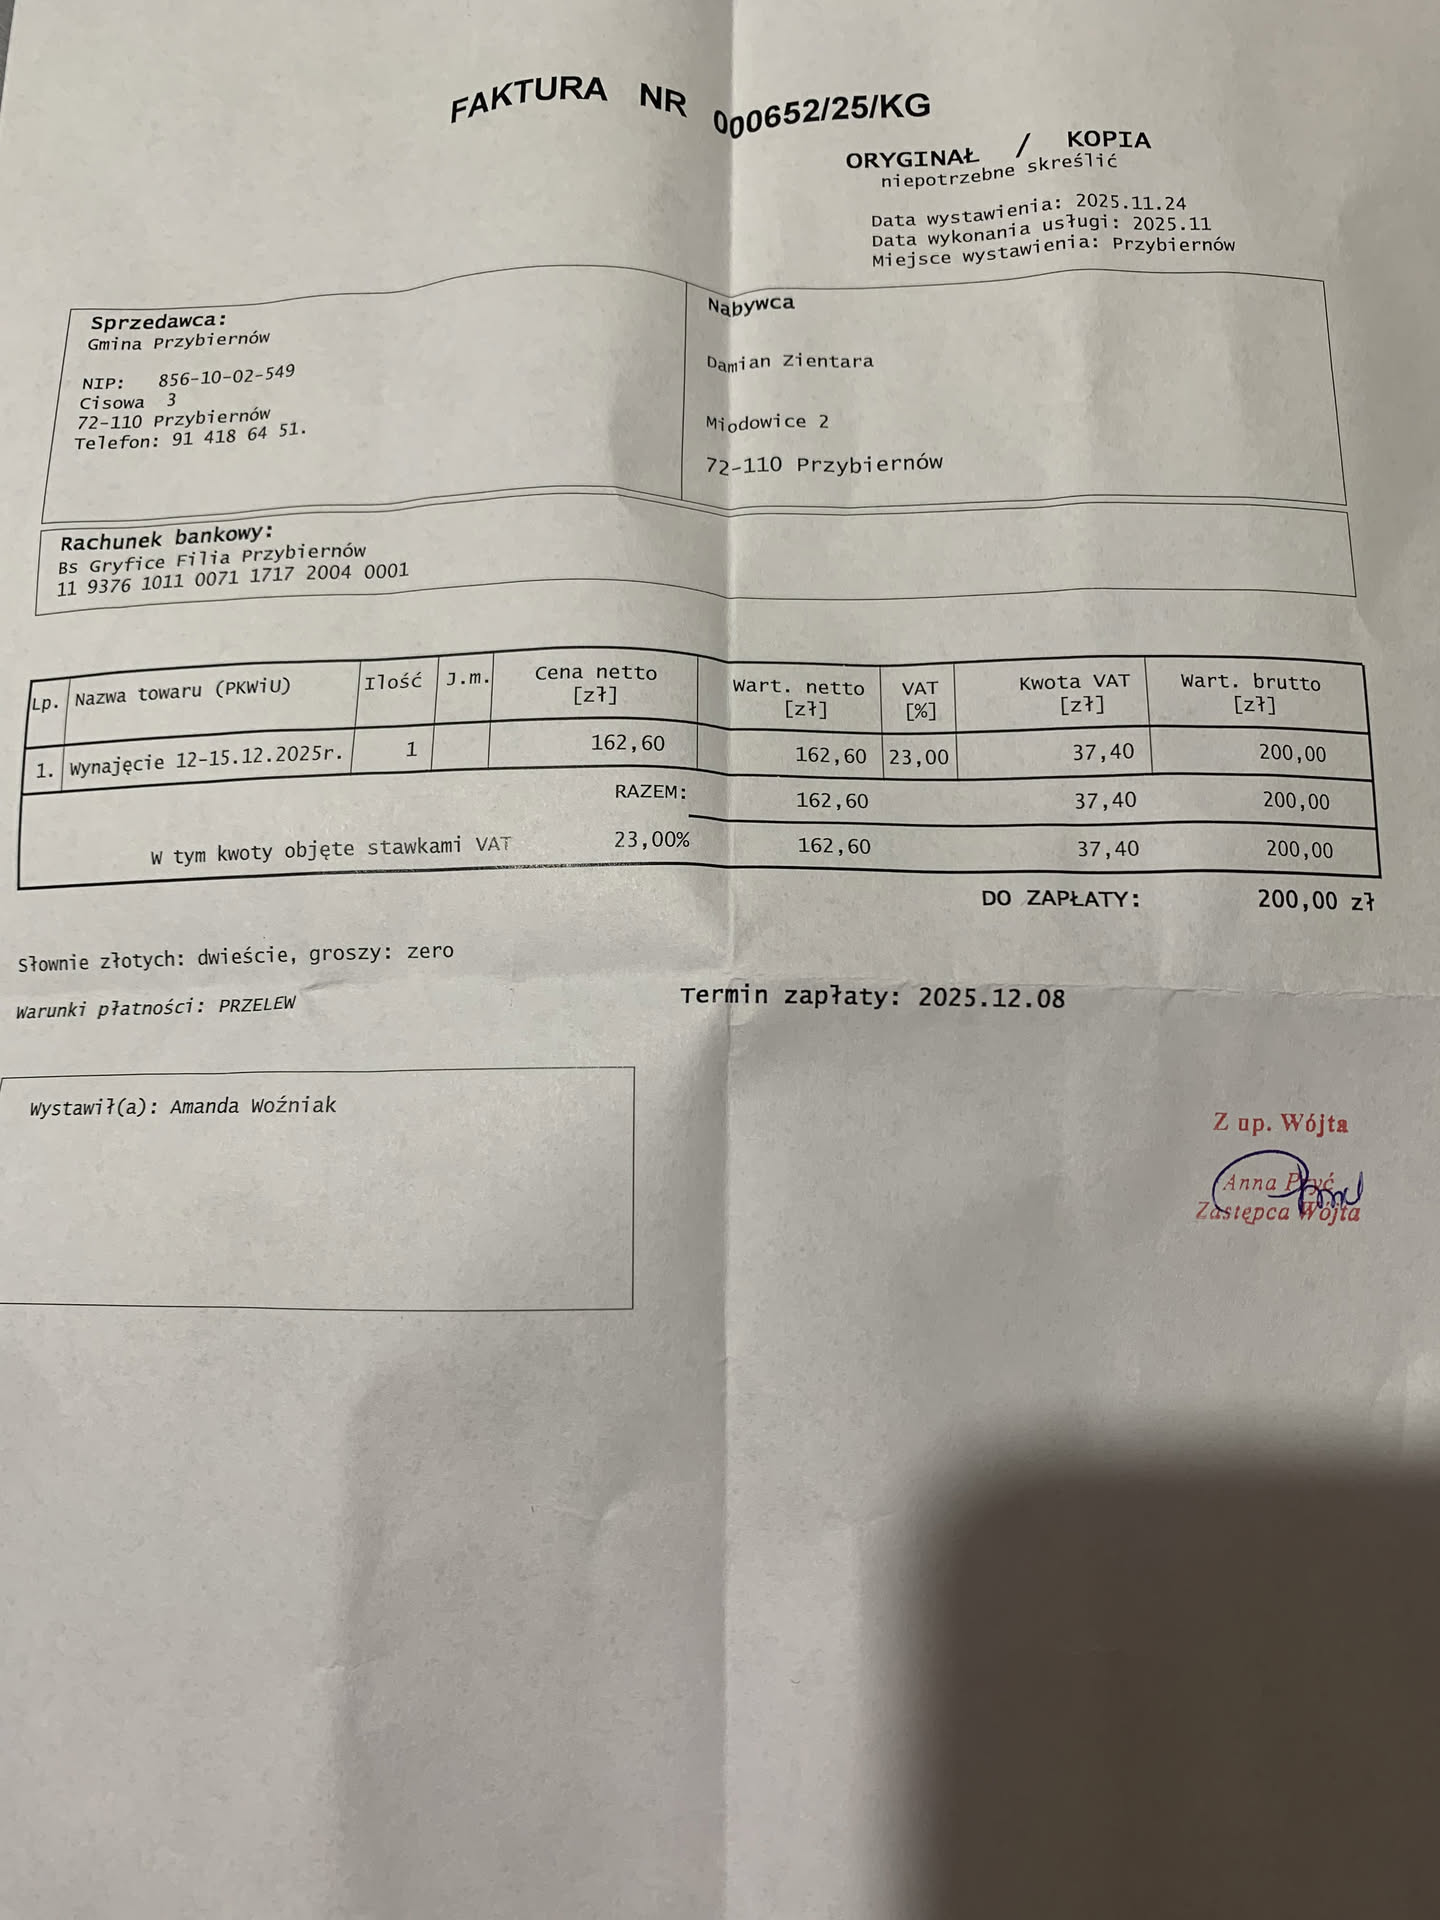 FAKTURA NR 000652/25/KG
ORYGINAŁ / KOPIA
niepotrzebne skreślić
Data wystawienia: 2025.11.24
Data wykonania usługi: 2025.11
Miejsce wystawienia: Przybiernów
Sprzedawca:
Gmina Przybiernów
NIP: 856-10-02-549
Cisowa 3
72-110 Przybiernów
Telefon: 91 418 64 51.
Nabywca
Damian Zientara
Miodowice 2
72-110 Przybiernów
Rachunek bankowy:
Bs Gryfice Filia Przybiernów
11 9376 1011 0071 1717 2004 0001
Lp. Nazwa towaru (PKWiU) Ilość J.m. Cena netto [zł] Wart. netto [zł] VAT [%] Kwota VAT [zł] Wart. brutto [zł]
1. Wynajęcie 12-15.12.2025r. 1 162,60 162,60 23,00 37,40 200,00
RAZEM: 162,60 37,40 200,00
W tym kwoty objęte stawkami VAT 23,00% 162,60 37,40 200,00
DO ZAPŁATY: 200,00 zł
Słownie złotych: dwieście, groszy: zero
Warunki płatności: PRZELEW
Termin zapłaty: 2025.12.08
Wystawił(a): Amanda Woźniak
Z up. Wójta
Anna
Zastępca Wójta